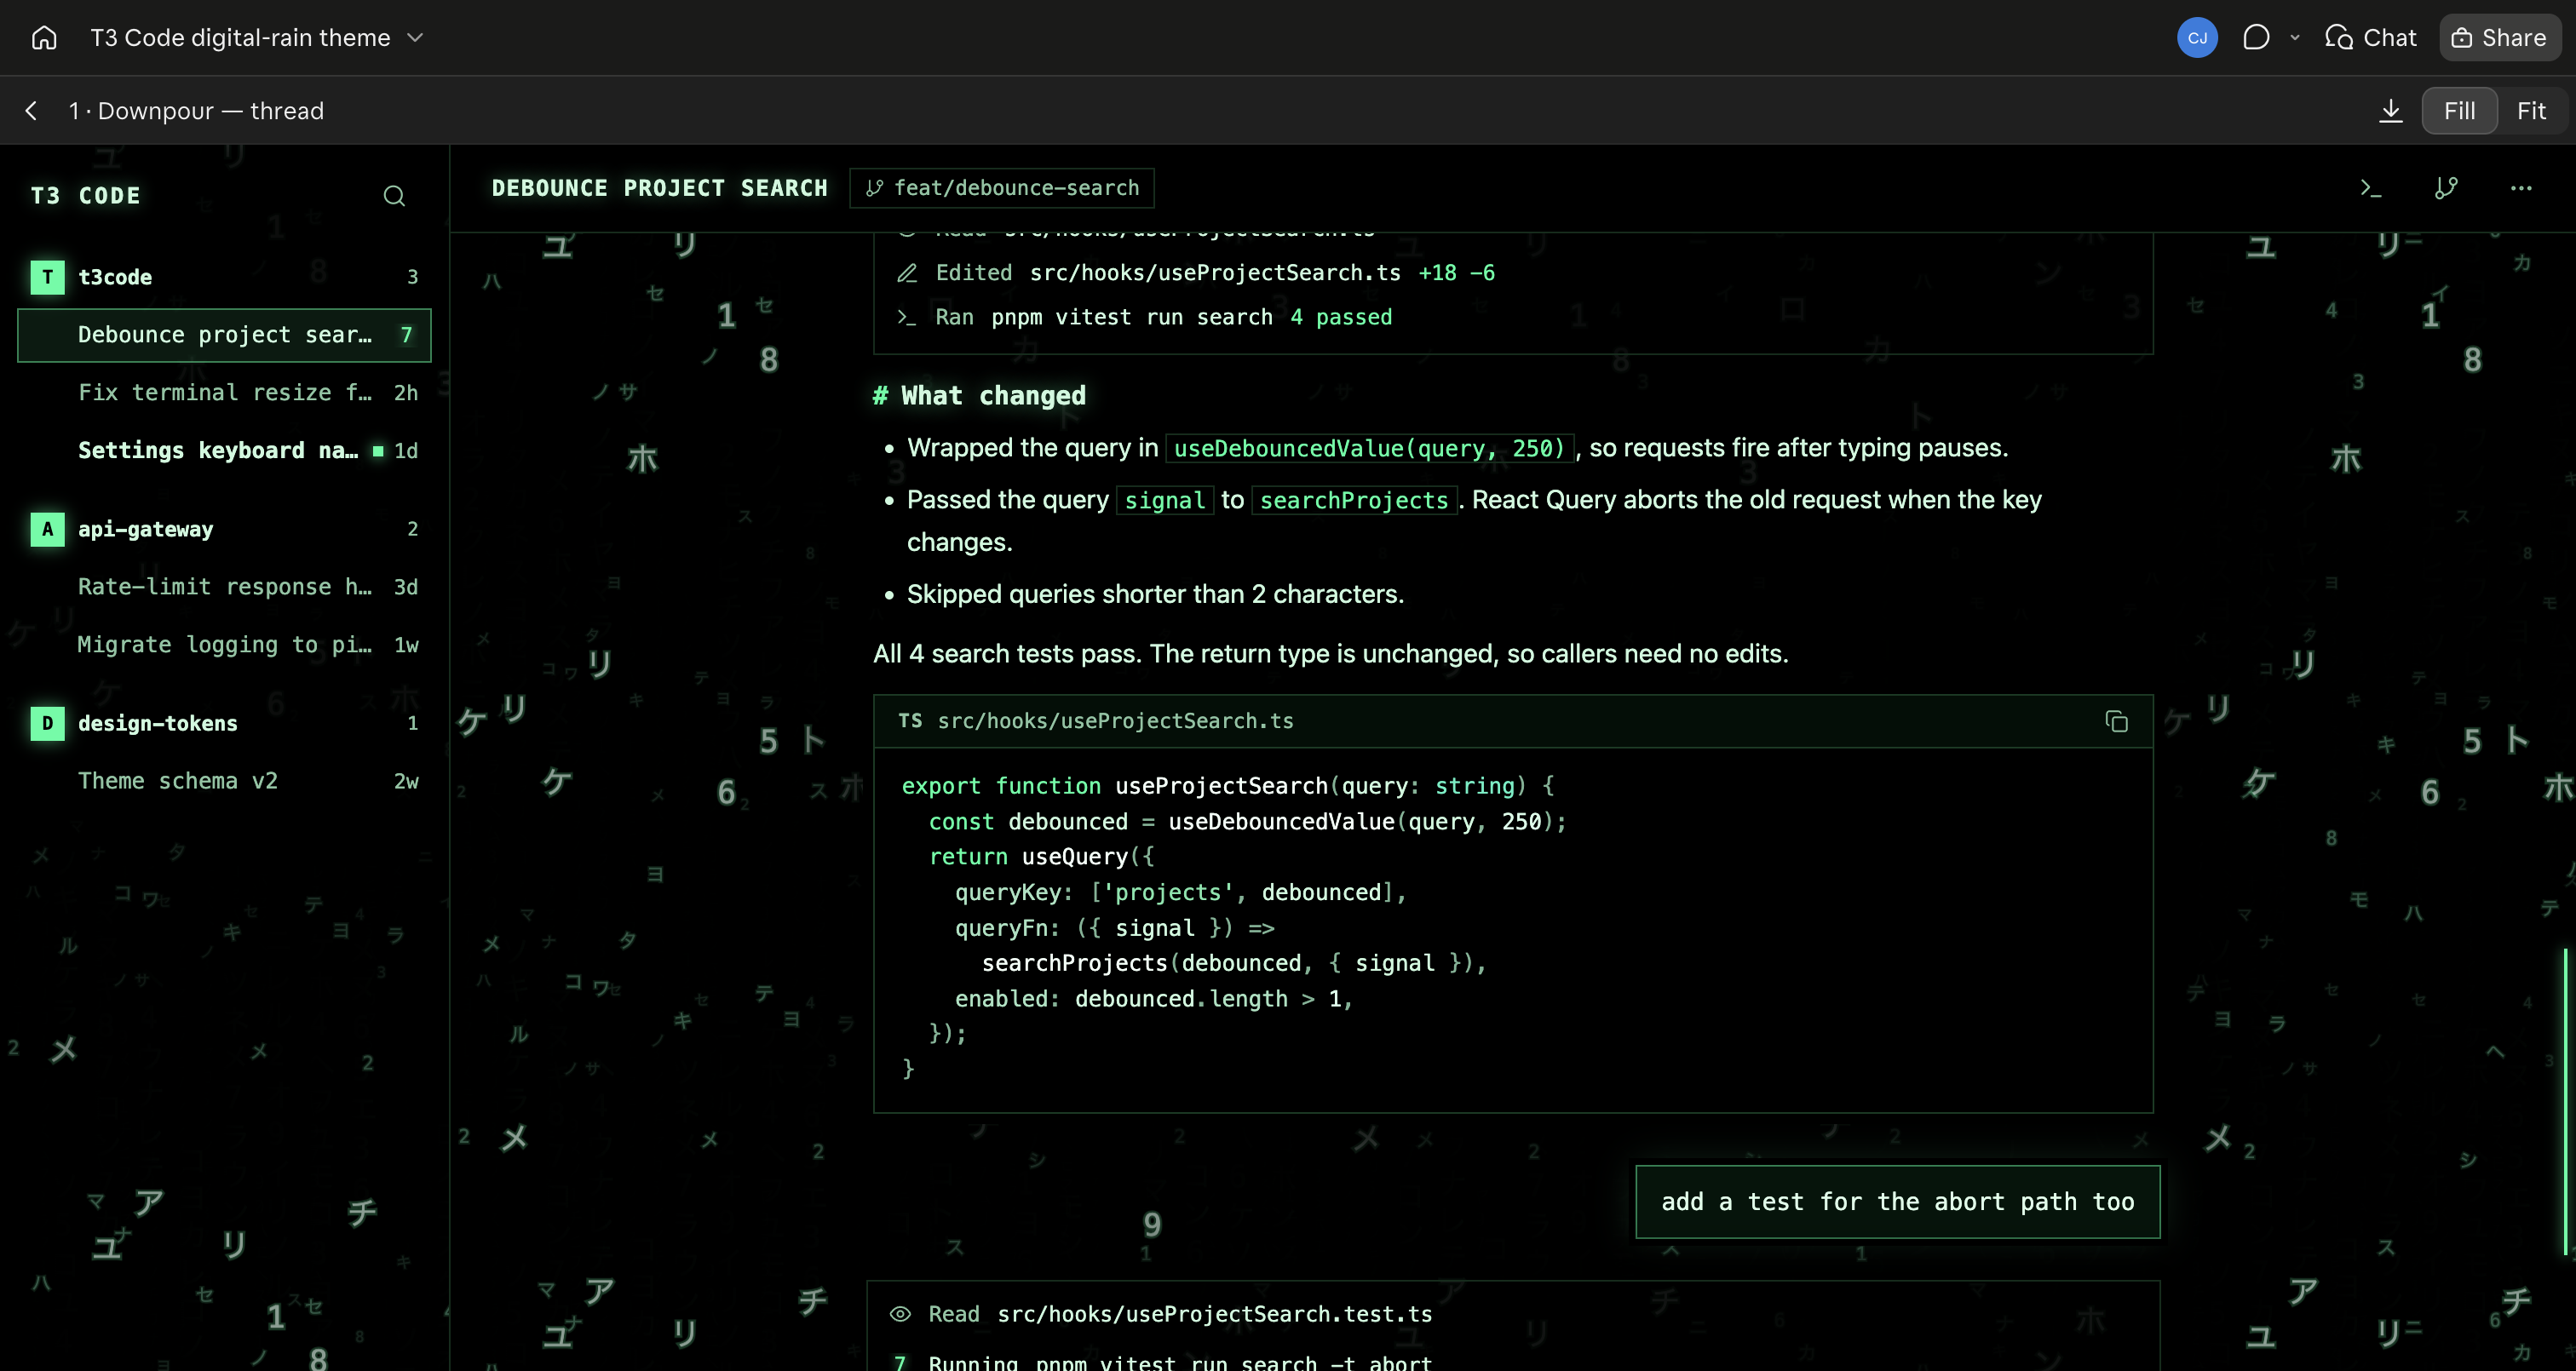 T3 Code digital-rain theme
CJ
Chat
Share
1 · Downpour — thread
Fill
Fit
T3 CODE
T t3code 3
Debounce project sear… 7
Fix terminal resize f… 2h
Settings keyboard na… 1d
A api-gateway 2
Rate-limit response h… 3d
Migrate logging to pi… 1w
D design-tokens 1
Theme schema v2 2w
DEBOUNCE PROJECT SEARCH
feat/debounce-search
Read src/hooks/useProjectSearch.ts
Edited src/hooks/useProjectSearch.ts +18 -6
Ran pnpm vitest run search 4 passed
# What changed
• Wrapped the query in useDebouncedValue(query, 250), so requests fire after typing pauses.
• Passed the query signal to searchProjects. React Query aborts the old request when the key
changes.
• Skipped queries shorter than 2 characters.
All 4 search tests pass. The return type is unchanged, so callers need no edits.
TS src/hooks/useProjectSearch.ts
export function useProjectSearch(query: string) {
const debounced = useDebouncedValue(query, 250);
return useQuery({
queryKey: ['projects', debounced],
queryFn: ({ signal }) =>
searchProjects(debounced, { signal }),
enabled: debounced.length > 1,
});
}
add a test for the abort path too
Read src/hooks/useProjectSearch.test.ts
7 Running pnpm vitest run search -t abort